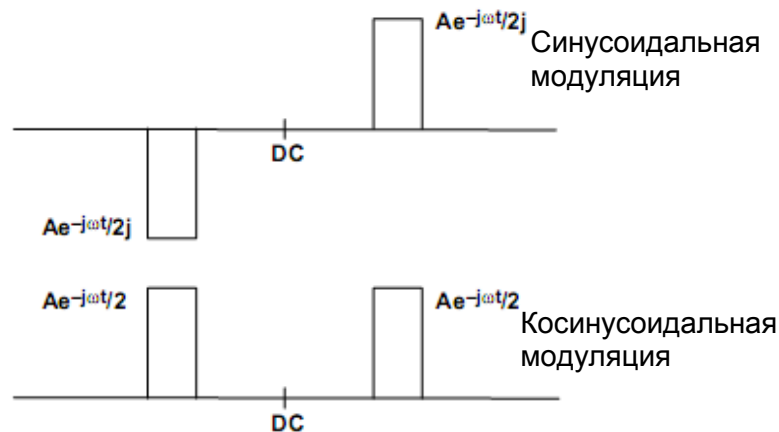 Ae–jωt/2j
Синусоидальная
модуляция
DC
Ae–jωt/2j
Ae–jωt/2
Ae–jωt/2
Косинусоидальная
модуляция
DC